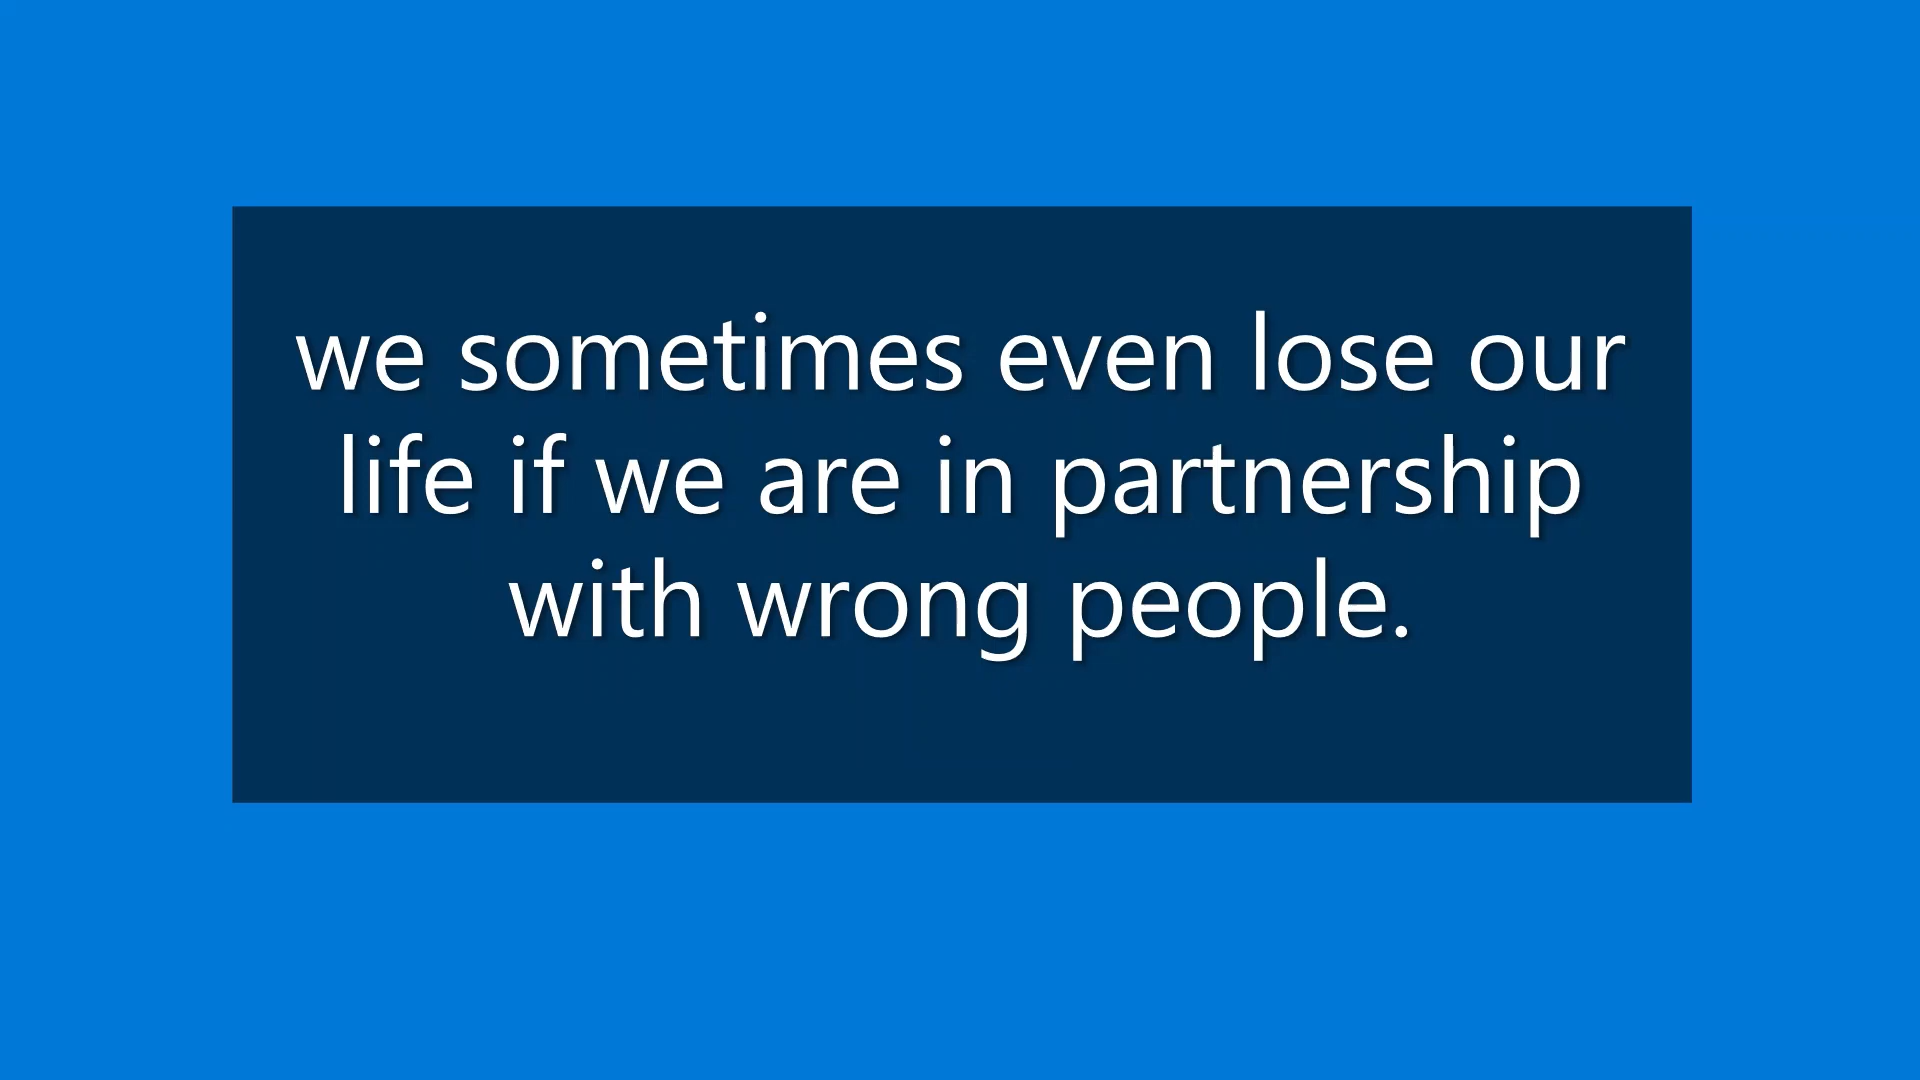 we sometimes even lose our
life if we are in partnership
with wrong people.